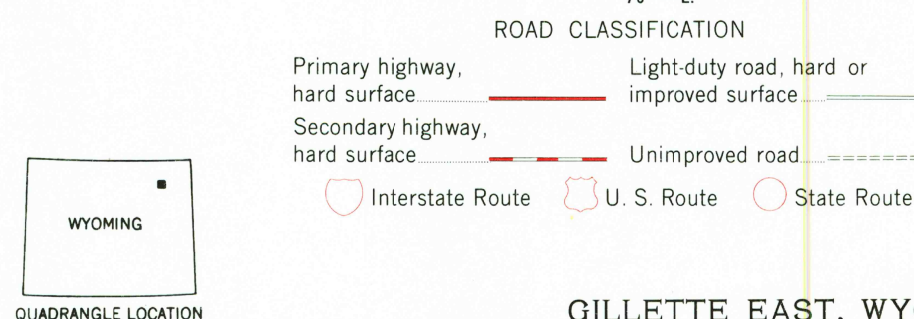 ROAD CLASSIFICATION
Primary highway,
hard surface
Light-duty road, hard or
improved surface
Secondary highway,
hard surface
Unimproved road
Interstate Route
U. S. Route
State Route
WYOMING
QUADRANGLE LOCATION
GILLETTE EAST, WY